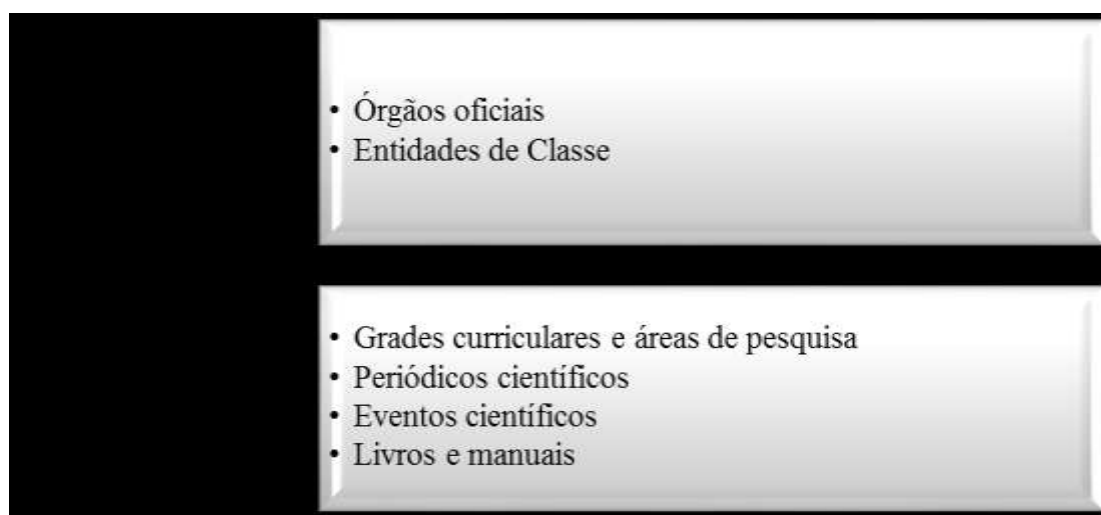 • Órgãos oficiais
• Entidades de Classe
• Grades curriculares e áreas de pesquisa
• Periódicos científicos
• Eventos científicos
• Livros e manuais